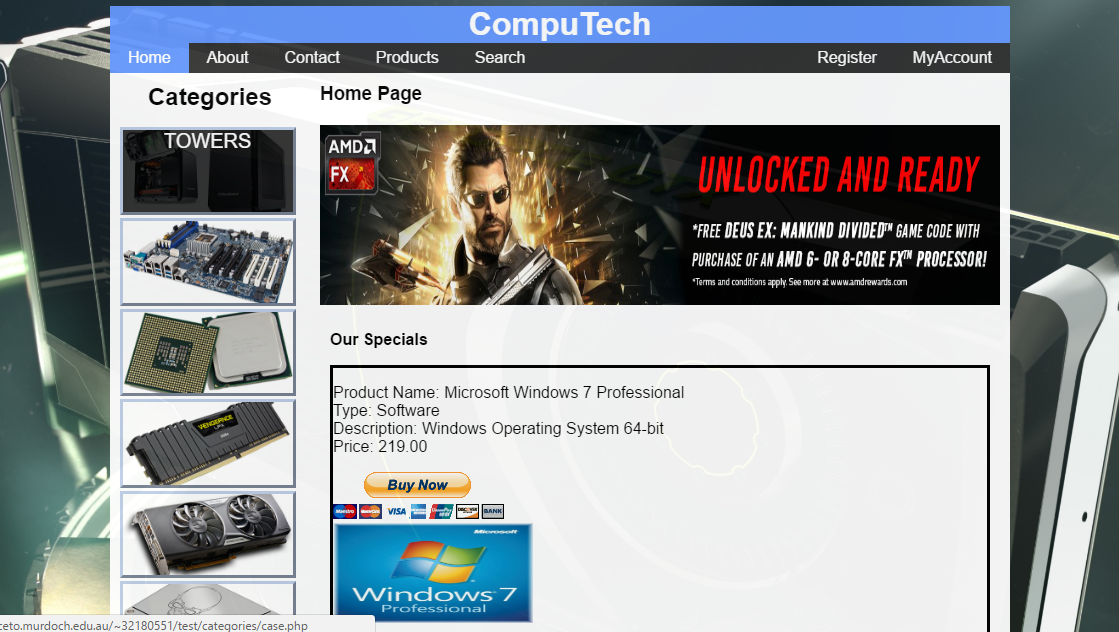 CompuTech
Home About Contact Products Search Register MyAccount
Categories
TOWERS
VENGEANCE
Home Page
AMD
FX
UNLOCKED AND READY
*FREE DEUS EX: MANKIND DIVIDED™ GAME CODE WITH
PURCHASE OF AN AMD 6- OR 8-CORE FX™ PROCESSOR!
*Terms and conditions apply. See more at www.amdrewards.com
Our Specials
Product Name: Microsoft Windows 7 Professional
Type: Software
Description: Windows Operating System 64-bit
Price: 219.00
Buy Now
Maestro MasterCard VISA DISCOVER BANK
Microsoft
Windows 7
Professional
ceto.murdoch.edu.au/~32180551/test/categories/case.php